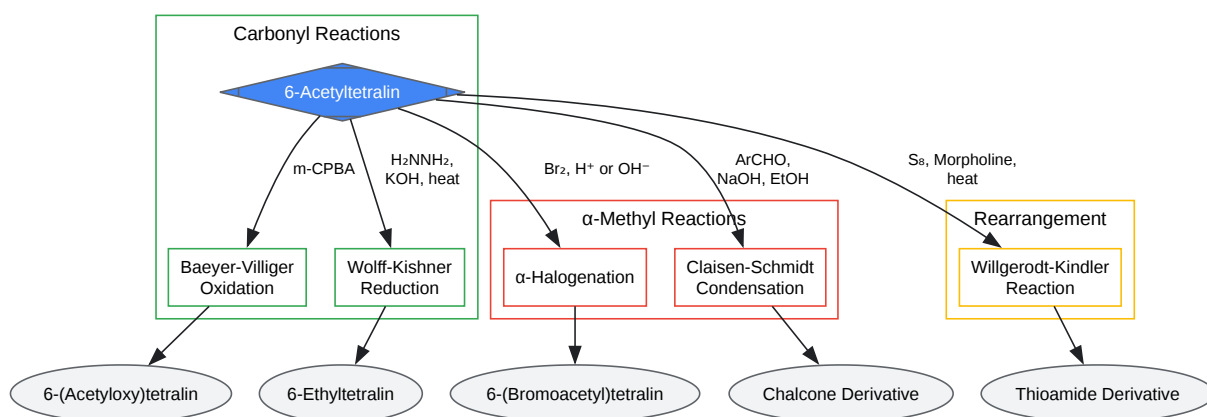 Carbonyl Reactions
6-Acetyltetralin
m-CPBA
H₂NNH₂,
KOH, heat
Br₂, H⁺ or OH⁻
ArCHO,
NaOH, EtOH
S₈, Morpholine,
heat
α-Methyl Reactions
Rearrangement
Baeyer-Villiger
Oxidation
Wolff-Kishner
Reduction
α-Halogenation
Claisen-Schmidt
Condensation
Willgerodt-Kindler
Reaction
6-(Acetyloxy)tetralin
6-Ethyltetralin
6-(Bromoacetyl)tetralin
Chalcone Derivative
Thioamide Derivative